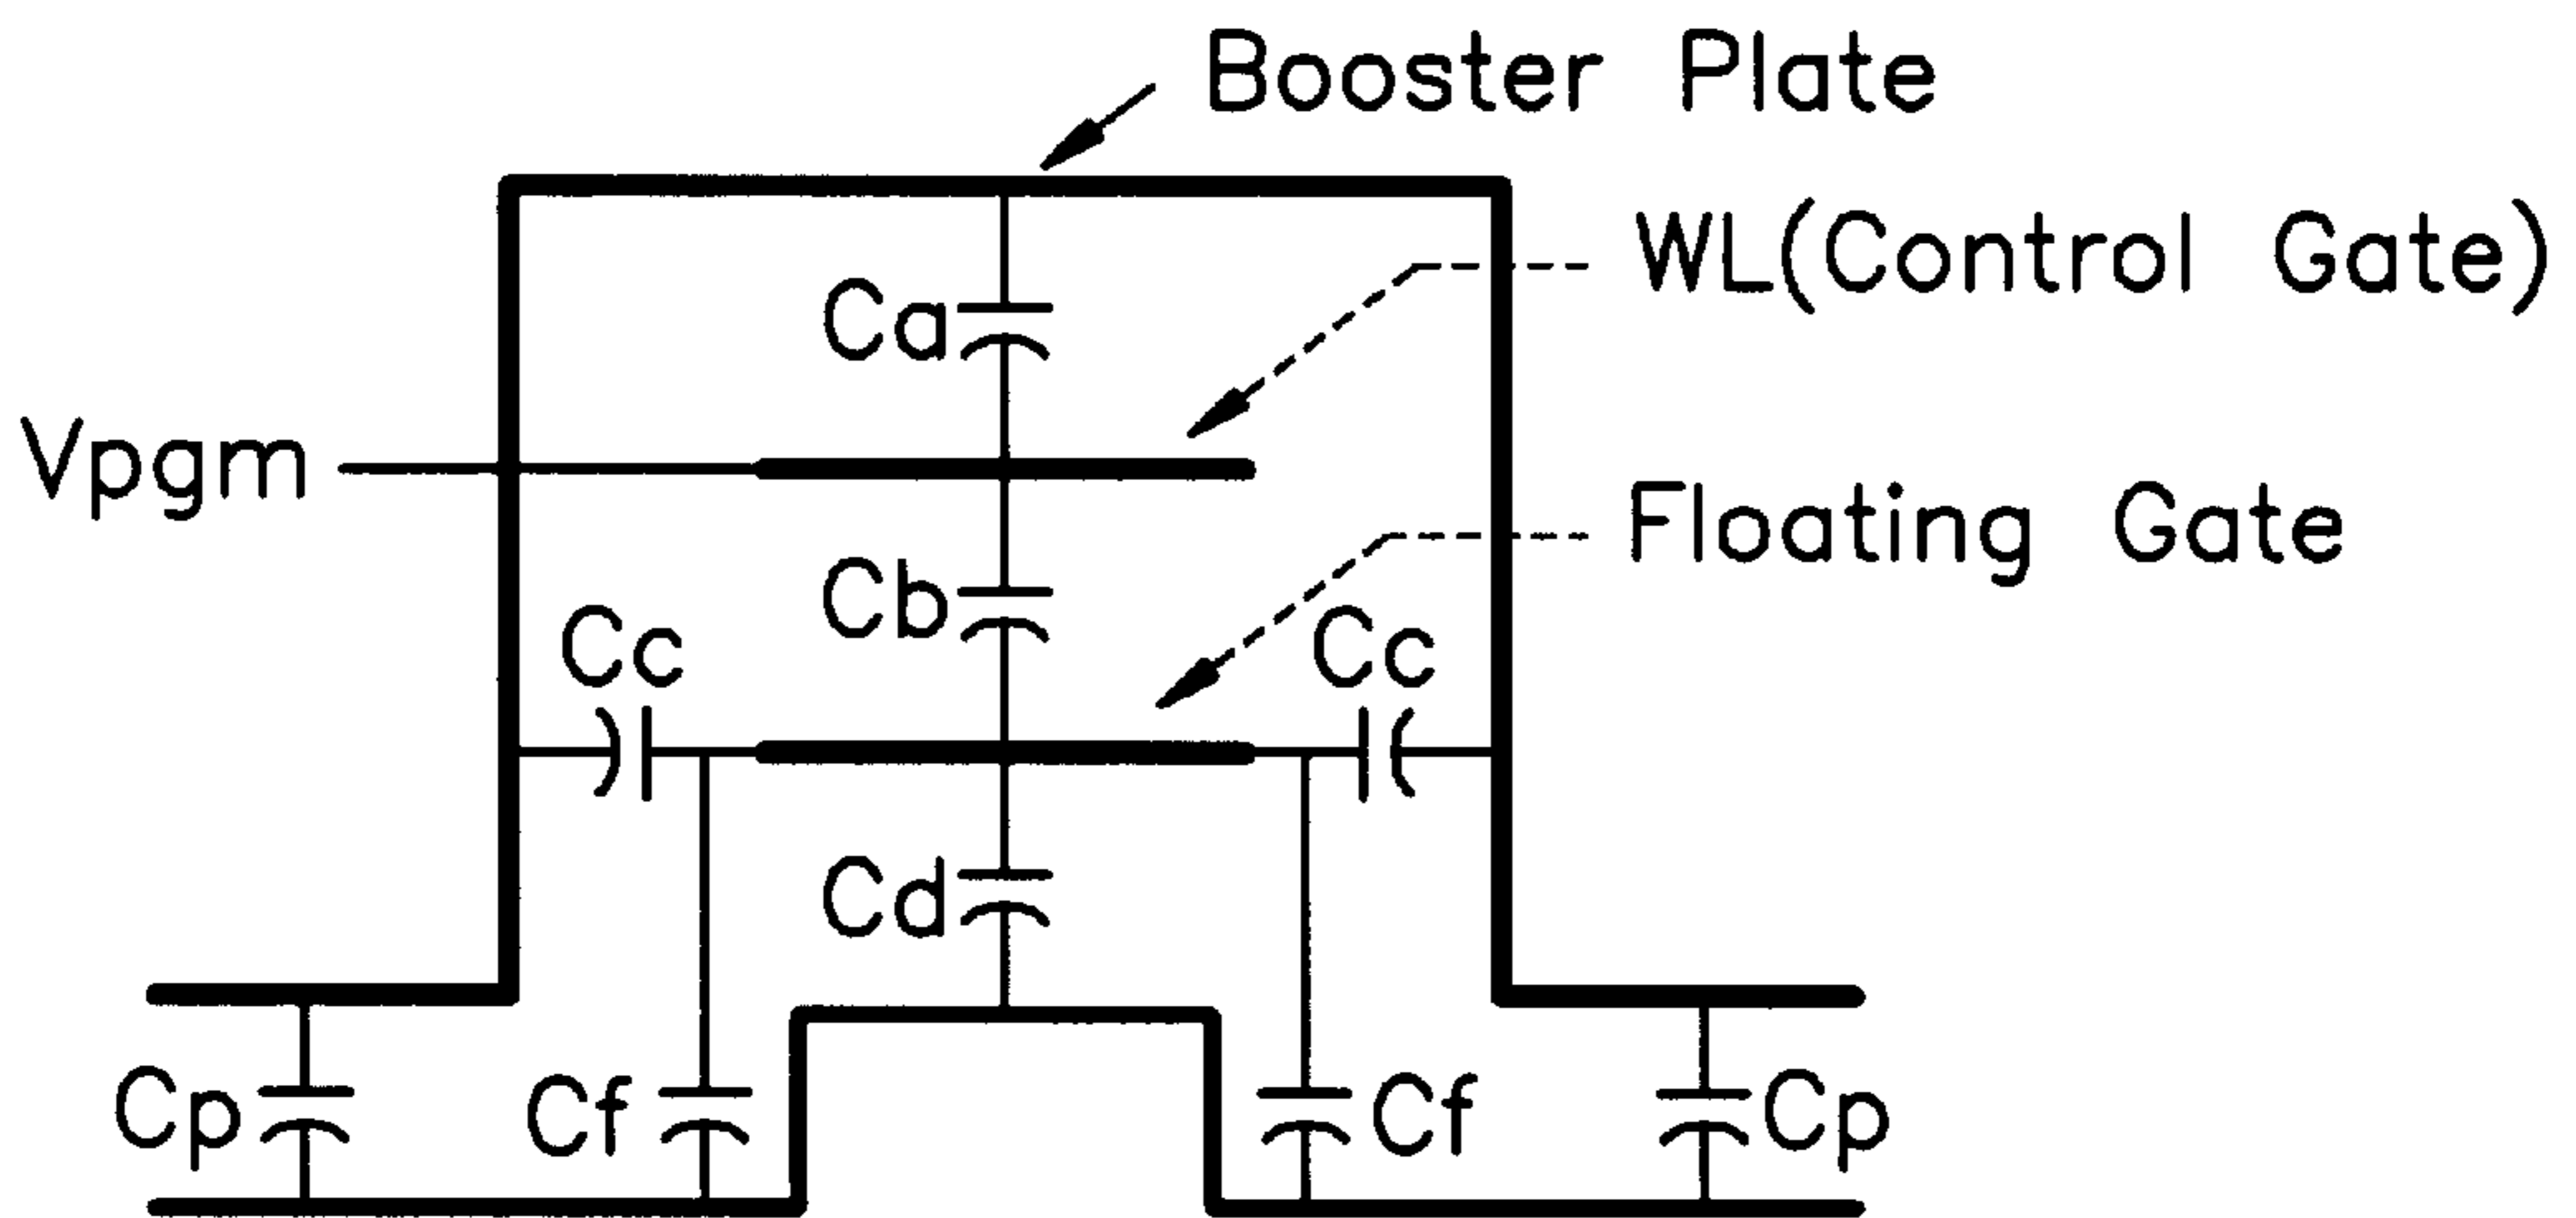 Booster Plate
WL(Control Gate)
Ca
Vpgm
Floating Gate
Cb
Cc
Cc
Cd
Cp
Cf
Cf
Cp